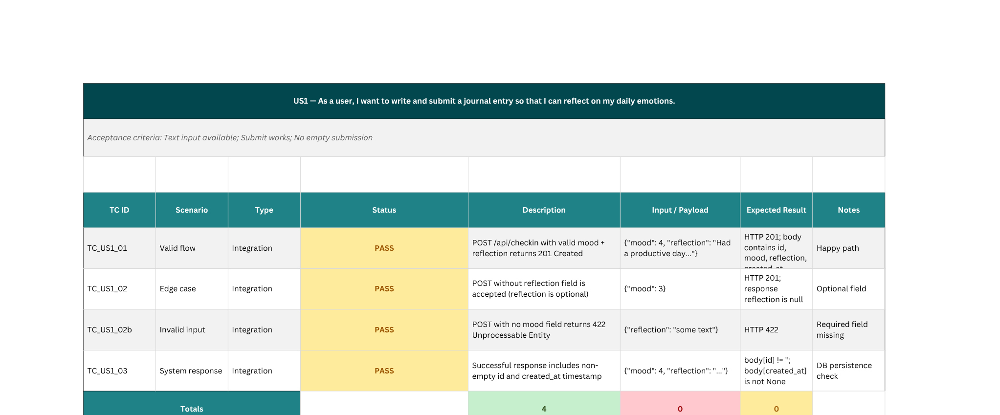 US1 — As a user, I want to write and submit a journal entry so that I can reflect on my daily emotions.
Acceptance criteria: Text input available; Submit works; No empty submission
TC ID Scenario Type Status Description Input / Payload Expected Result Notes
TC_US1_01
Valid flow
Integration
PASS
POST /api/checkin with valid mood +
reflection returns 201 Created
{"mood": 4, "reflection": "Had
a productive day..."}
HTTP 201; body
contains id,
mood, reflection,
created_at
Happy path
TC_US1_02
Edge case
Integration
PASS
POST without reflection field is
accepted (reflection is optional)
{"mood": 3}
HTTP 201;
response
reflection is null
Optional field
TC_US1_02b
Invalid input
Integration
PASS
POST with no mood field returns 422
Unprocessable Entity
{"reflection": "some text"}
HTTP 422
Required field
missing
TC_US1_03
System response
Integration
PASS
Successful response includes non-
empty id and created_at timestamp
{"mood": 4, "reflection": "..."}
body[id] != '';
body[created_at]
is not None
DB persistence
check
Totals 4 0 0